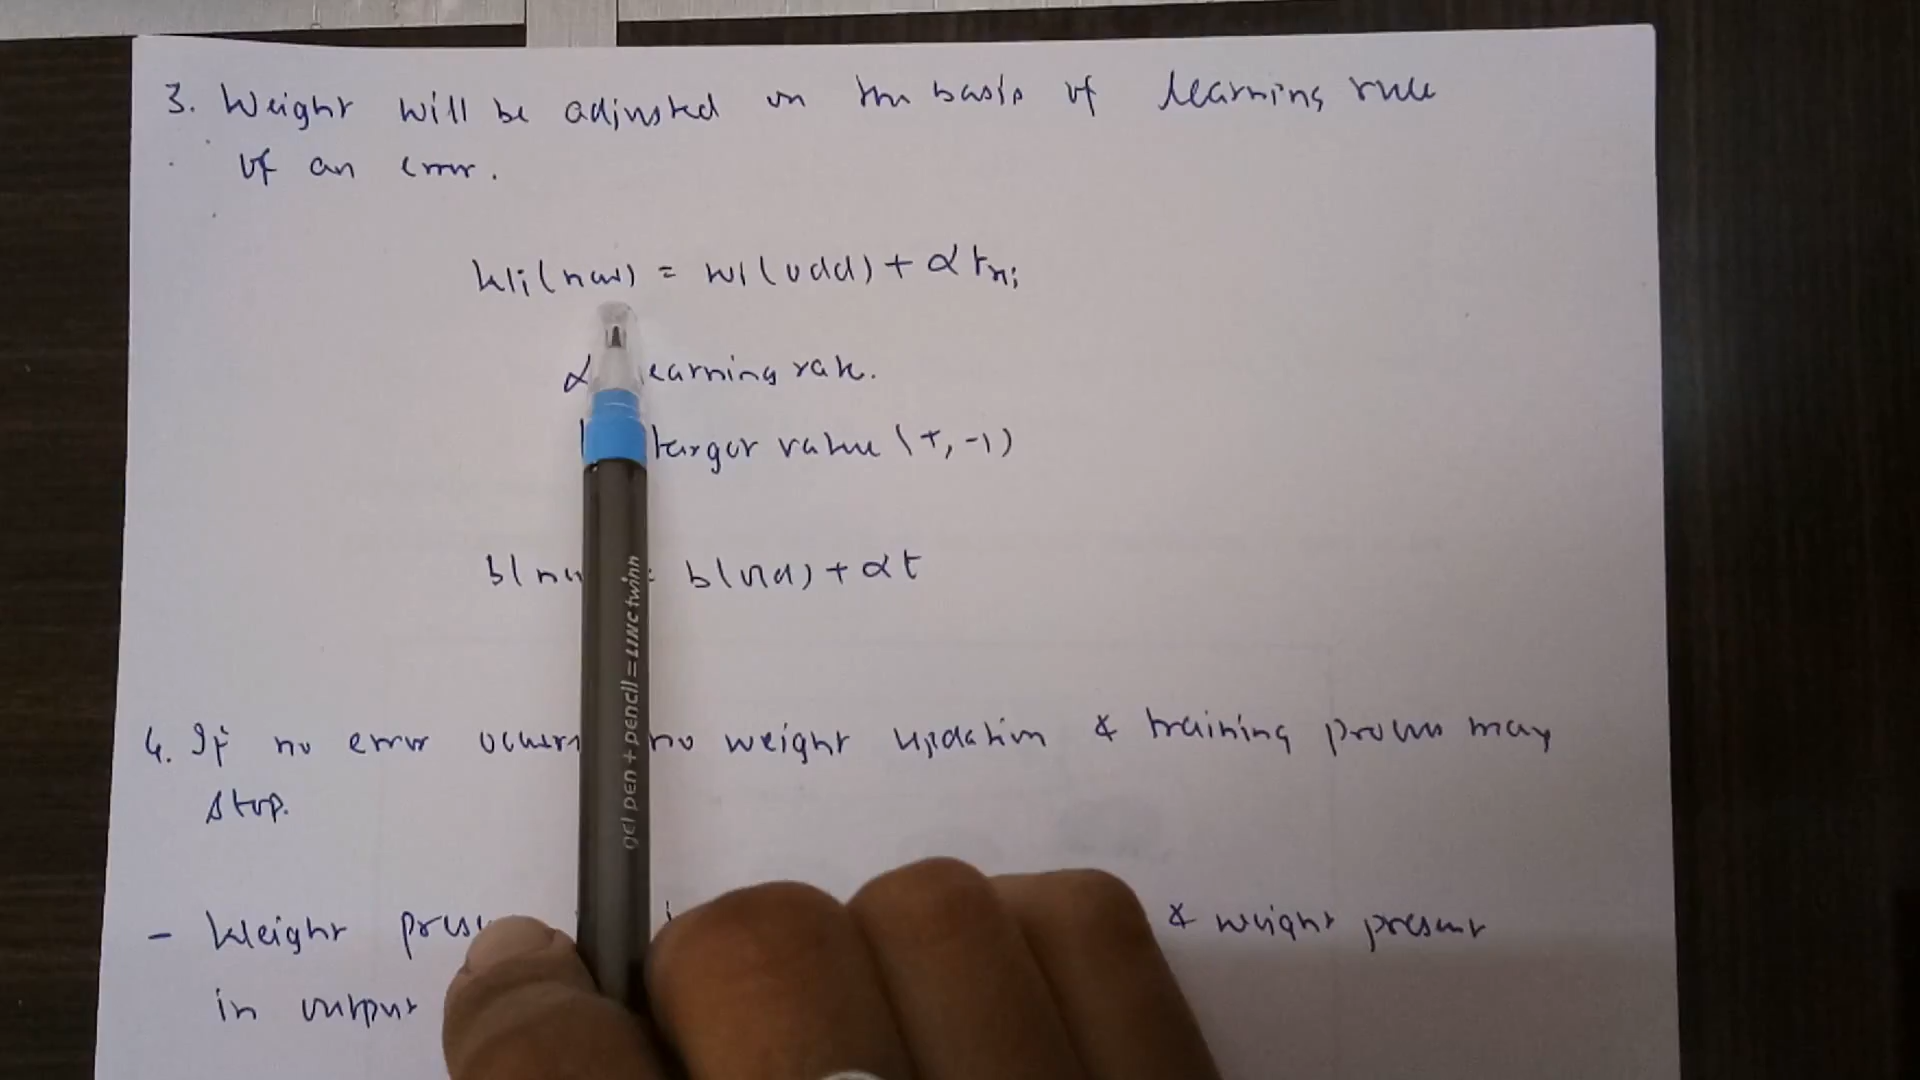 3. Weight will be adjusted on the basis of learning rule
of an error.
wi(new) = wi(old) + α txi
α learning rate.
target value (+, -1)
b(new) = b(old) + αt
4. If no error occurs no weight updation & training process may
stop.
- Weight & weight present
in output
gel pen + pencil = LINC twinn